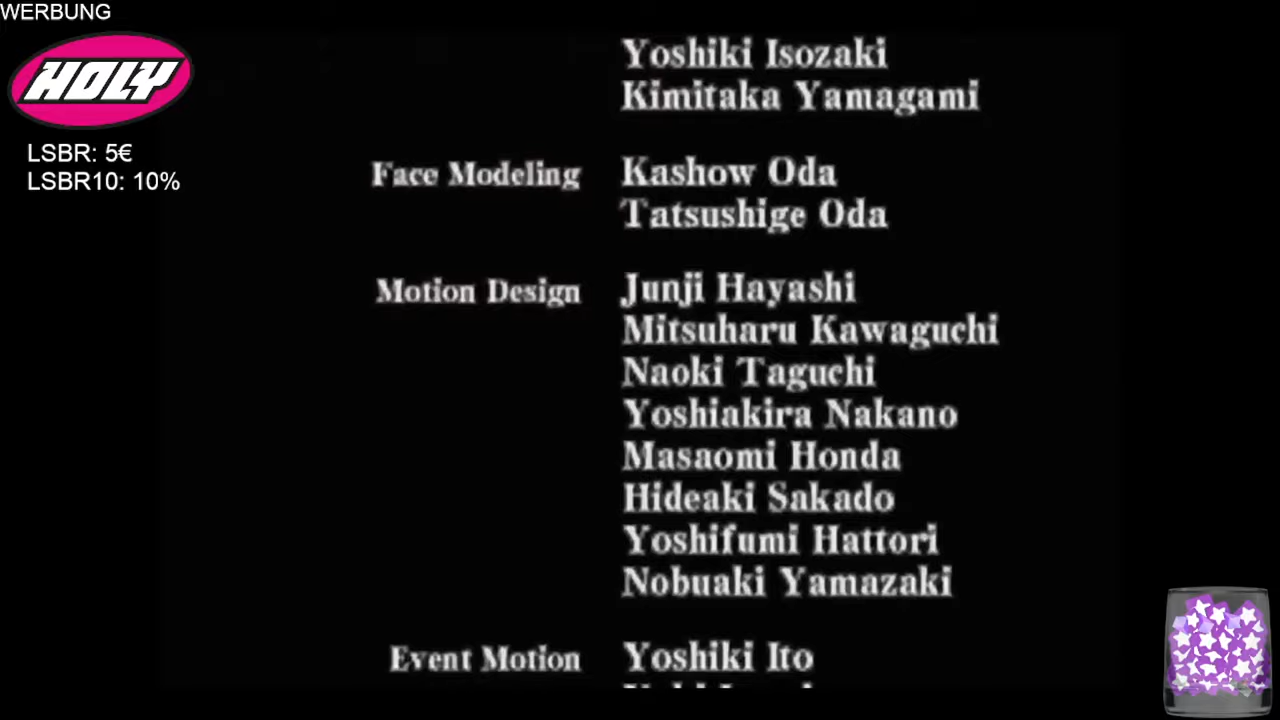 WERBUNG
HOLY
LSBR: 5€
LSBR10: 10%
Yoshiki Isozaki
Kimitaka Yamagami
Face Modeling Kashow Oda
Tatsushige Oda
Motion Design Junji Hayashi
Mitsuharu Kawaguchi
Naoki Taguchi
Yoshiakira Nakano
Masaomi Honda
Hideaki Sakado
Yoshifumi Hattori
Nobuaki Yamazaki
Event Motion Yoshiki Ito